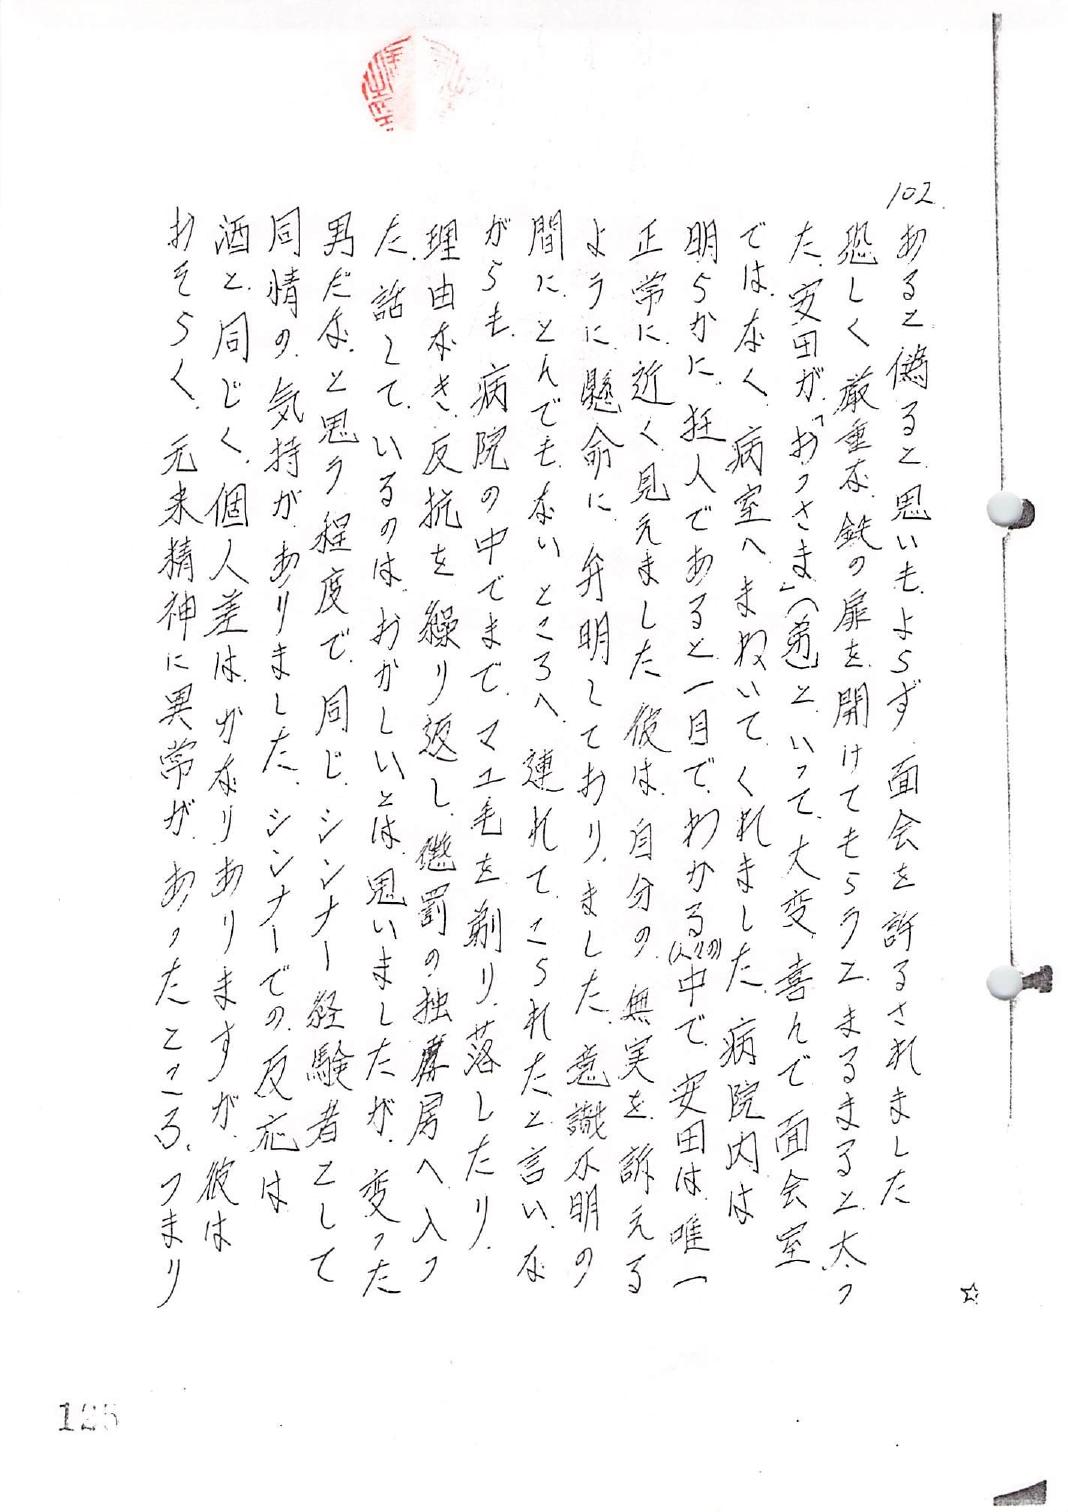 102.
あると偽ると思いもよらず面会を許るされました
恐しく厳重な鉄の扉を開けてもらうとまるまると太っ
た安田が「おっさま」(弟)といって大変喜んで面会室
ではなく病室へまねいてくれました病院内は
明らかに狂人であると一目でわかる(人々の)中で安田は唯一
正常に近く見えました彼は自分の無実を訴える
ように懸命に弁明しておりました意識不明の
間にとんでもないところへ連れてこられたと言いな
がらも病院の中でまでマユ毛を剃り落したり
理由なき反抗を繰り返し懲罰の独房へ入っ
た話しているのはおかしいとは思いましたが変った
男だなと思う程度で同じシンナー経験者として
同情の気持がありましたシンナーでの反応は
酒と同じく個人差はかなりありますが彼は
おそらく元来精神に異常があったところつまり
☆